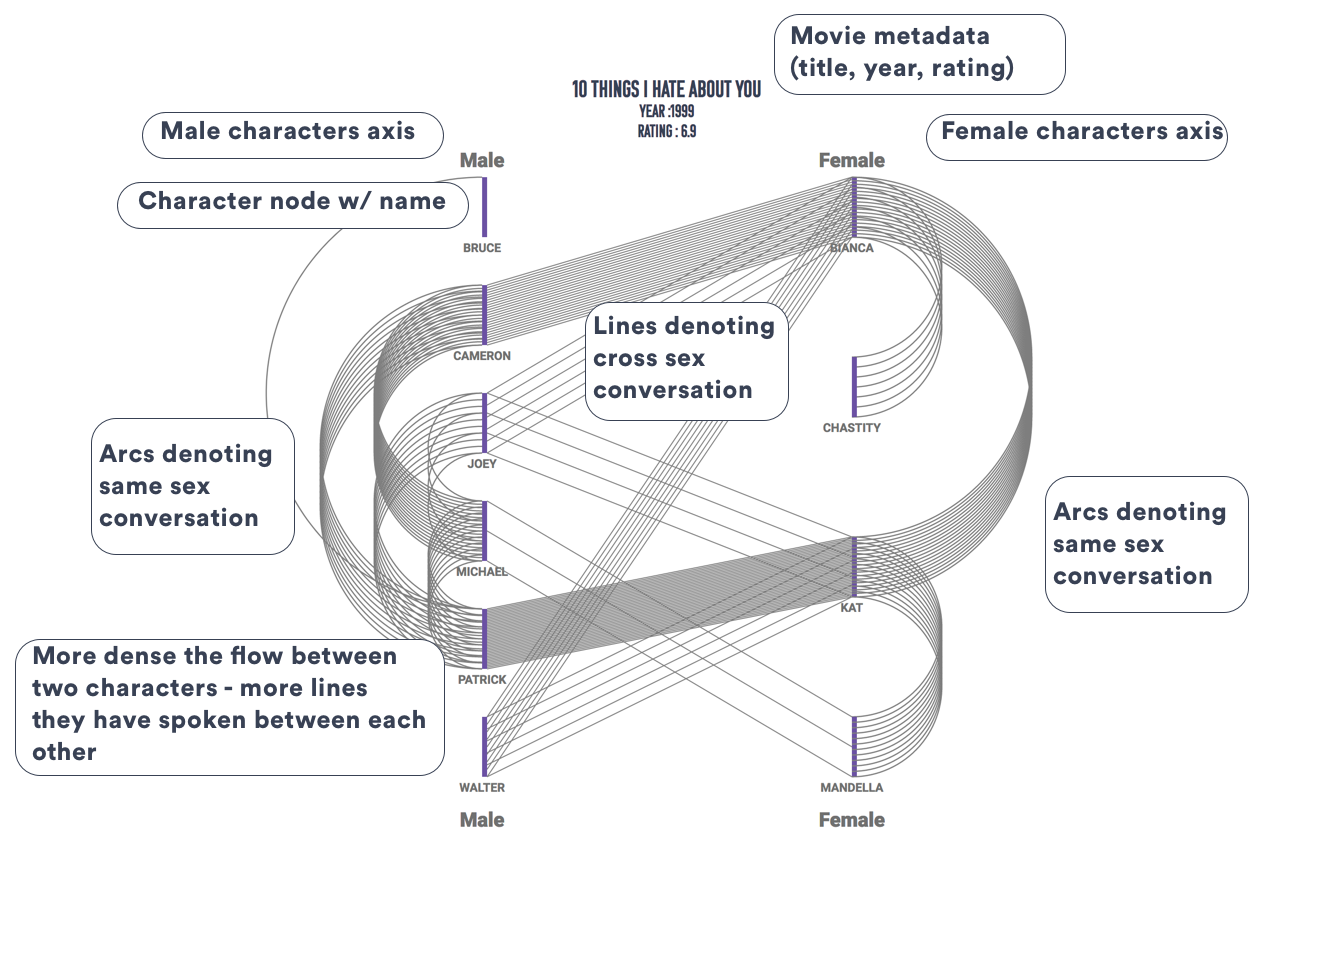 Movie metadata
(title, year, rating)
10 THINGS I HATE ABOUT YOU
YEAR :1999
RATING : 6.9
Male characters axis
Female characters axis
Male
Female
Character node w/ name
BRUCE
BIANCA
Lines denoting
cross sex
conversation
CAMERON
CHASTITY
Arcs denoting
same sex
conversation
JOEY
Arcs denoting
same sex
conversation
MICHAEL
KAT
More dense the flow between
two characters - more lines
they have spoken between each
other
PATRICK
WALTER
MANDELLA
Male
Female